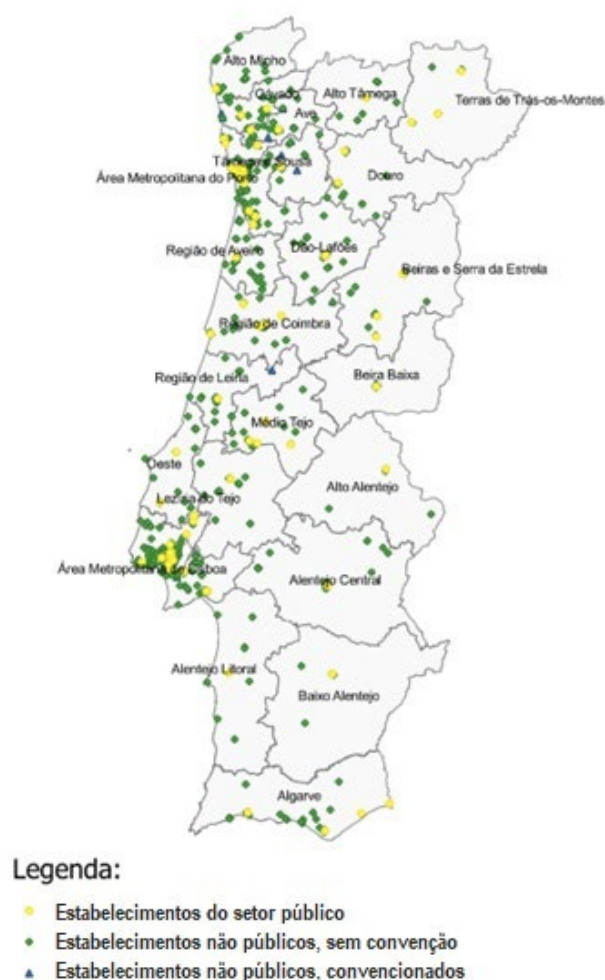 Alto Minho
Cávado
Alto Tâmega
Terras de Trás-os-Montes
Ave
Tâmega e Sousa
Área Metropolitana do Porto
Douro
Região de Aveiro
Dão-Lafões
Beiras e Serra da Estrela
Região de Coimbra
Região de Leiria
Beira Baixa
Médio Tejo
Oeste
Lezíria do Tejo
Alto Alentejo
Área Metropolitana de Lisboa
Alentejo Central
Alentejo Litoral
Baixo Alentejo
Algarve
Legenda:
Estabelecimentos do setor público
Estabelecimentos não públicos, sem convenção
Estabelecimentos não públicos, convencionados